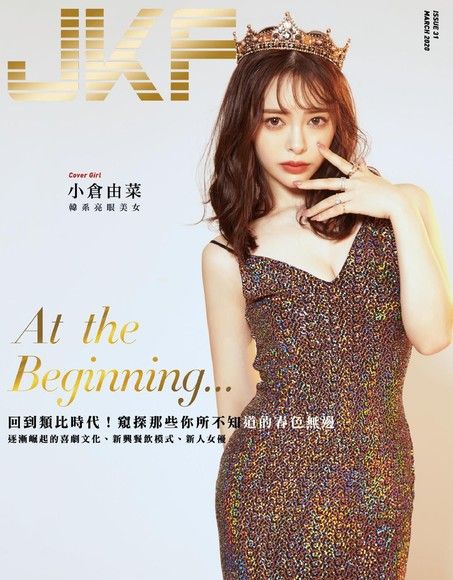 JKF
ISSUE 31
MARCH 2020
Cover Girl
小倉由菜
韓系亮眼美女
At the
Beginning...
回到類比時代！窺探那些你所不知道的春色無邊
逐漸崛起的喜劇文化、新興餐飲模式、新人女優